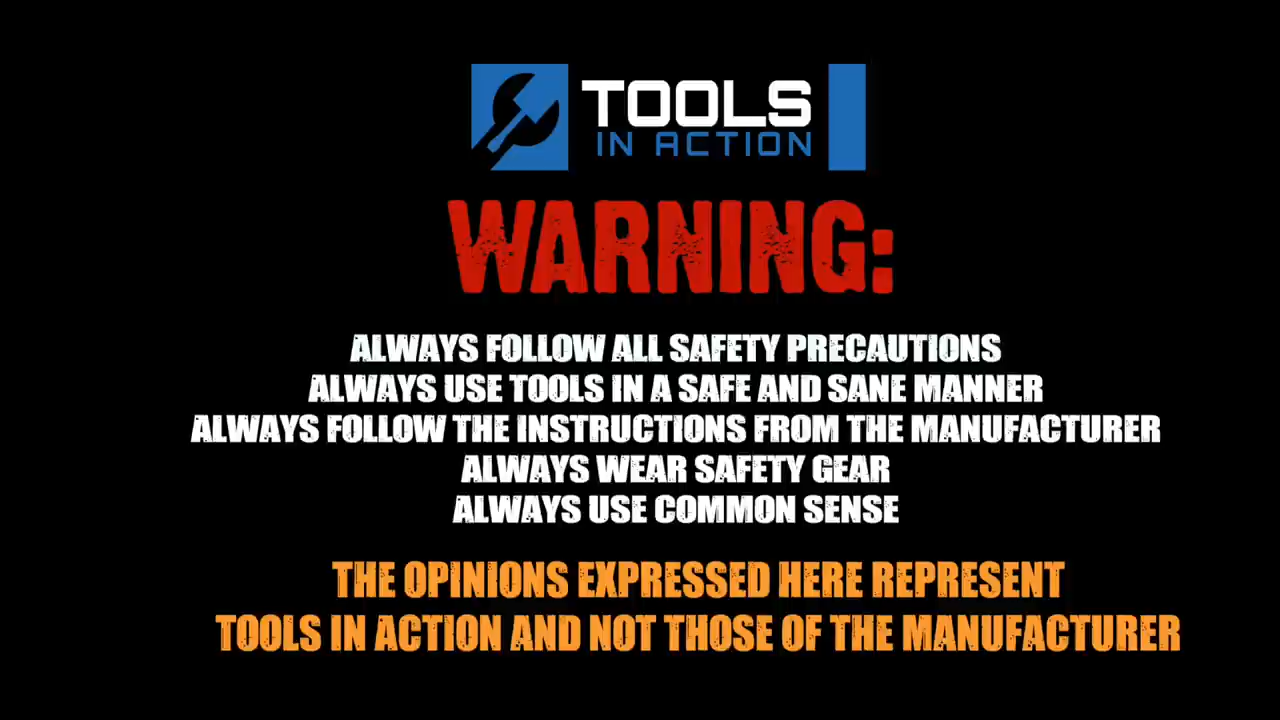 TOOLS
IN ACTION
WARNING:
ALWAYS FOLLOW ALL SAFETY PRECAUTIONS
ALWAYS USE TOOLS IN A SAFE AND SANE MANNER
ALWAYS FOLLOW THE INSTRUCTIONS FROM THE MANUFACTURER
ALWAYS WEAR SAFETY GEAR
ALWAYS USE COMMON SENSE
THE OPINIONS EXPRESSED HERE REPRESENT
TOOLS IN ACTION AND NOT THOSE OF THE MANUFACTURER